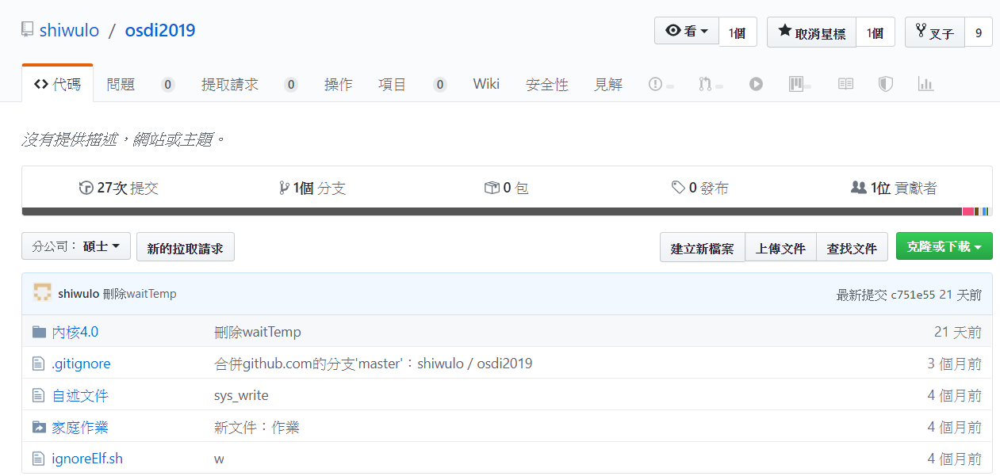 shiwulo / osdi2019
看 1個 取消星標 1個 叉子 9
代碼 問題 0 提取請求 0 操作 項目 0 Wiki 安全性 見解
沒有提供描述，網站或主題。
27次 提交 1個 分支 0 包 0 發布 1位 貢獻者
分公司： 碩士 新的拉取請求 建立新檔案 上傳文件 查找文件 克隆或下載
shiwulo 刪除waitTemp 最新提交 c751e55 21 天前
內核4.0 刪除waitTemp 21 天前
.gitignore 合併github.com的分支'master'：shiwulo / osdi2019 3 個月前
自述文件 sys_write 4 個月前
家庭作業 新文件：作業 4 個月前
ignoreElf.sh w 4 個月前